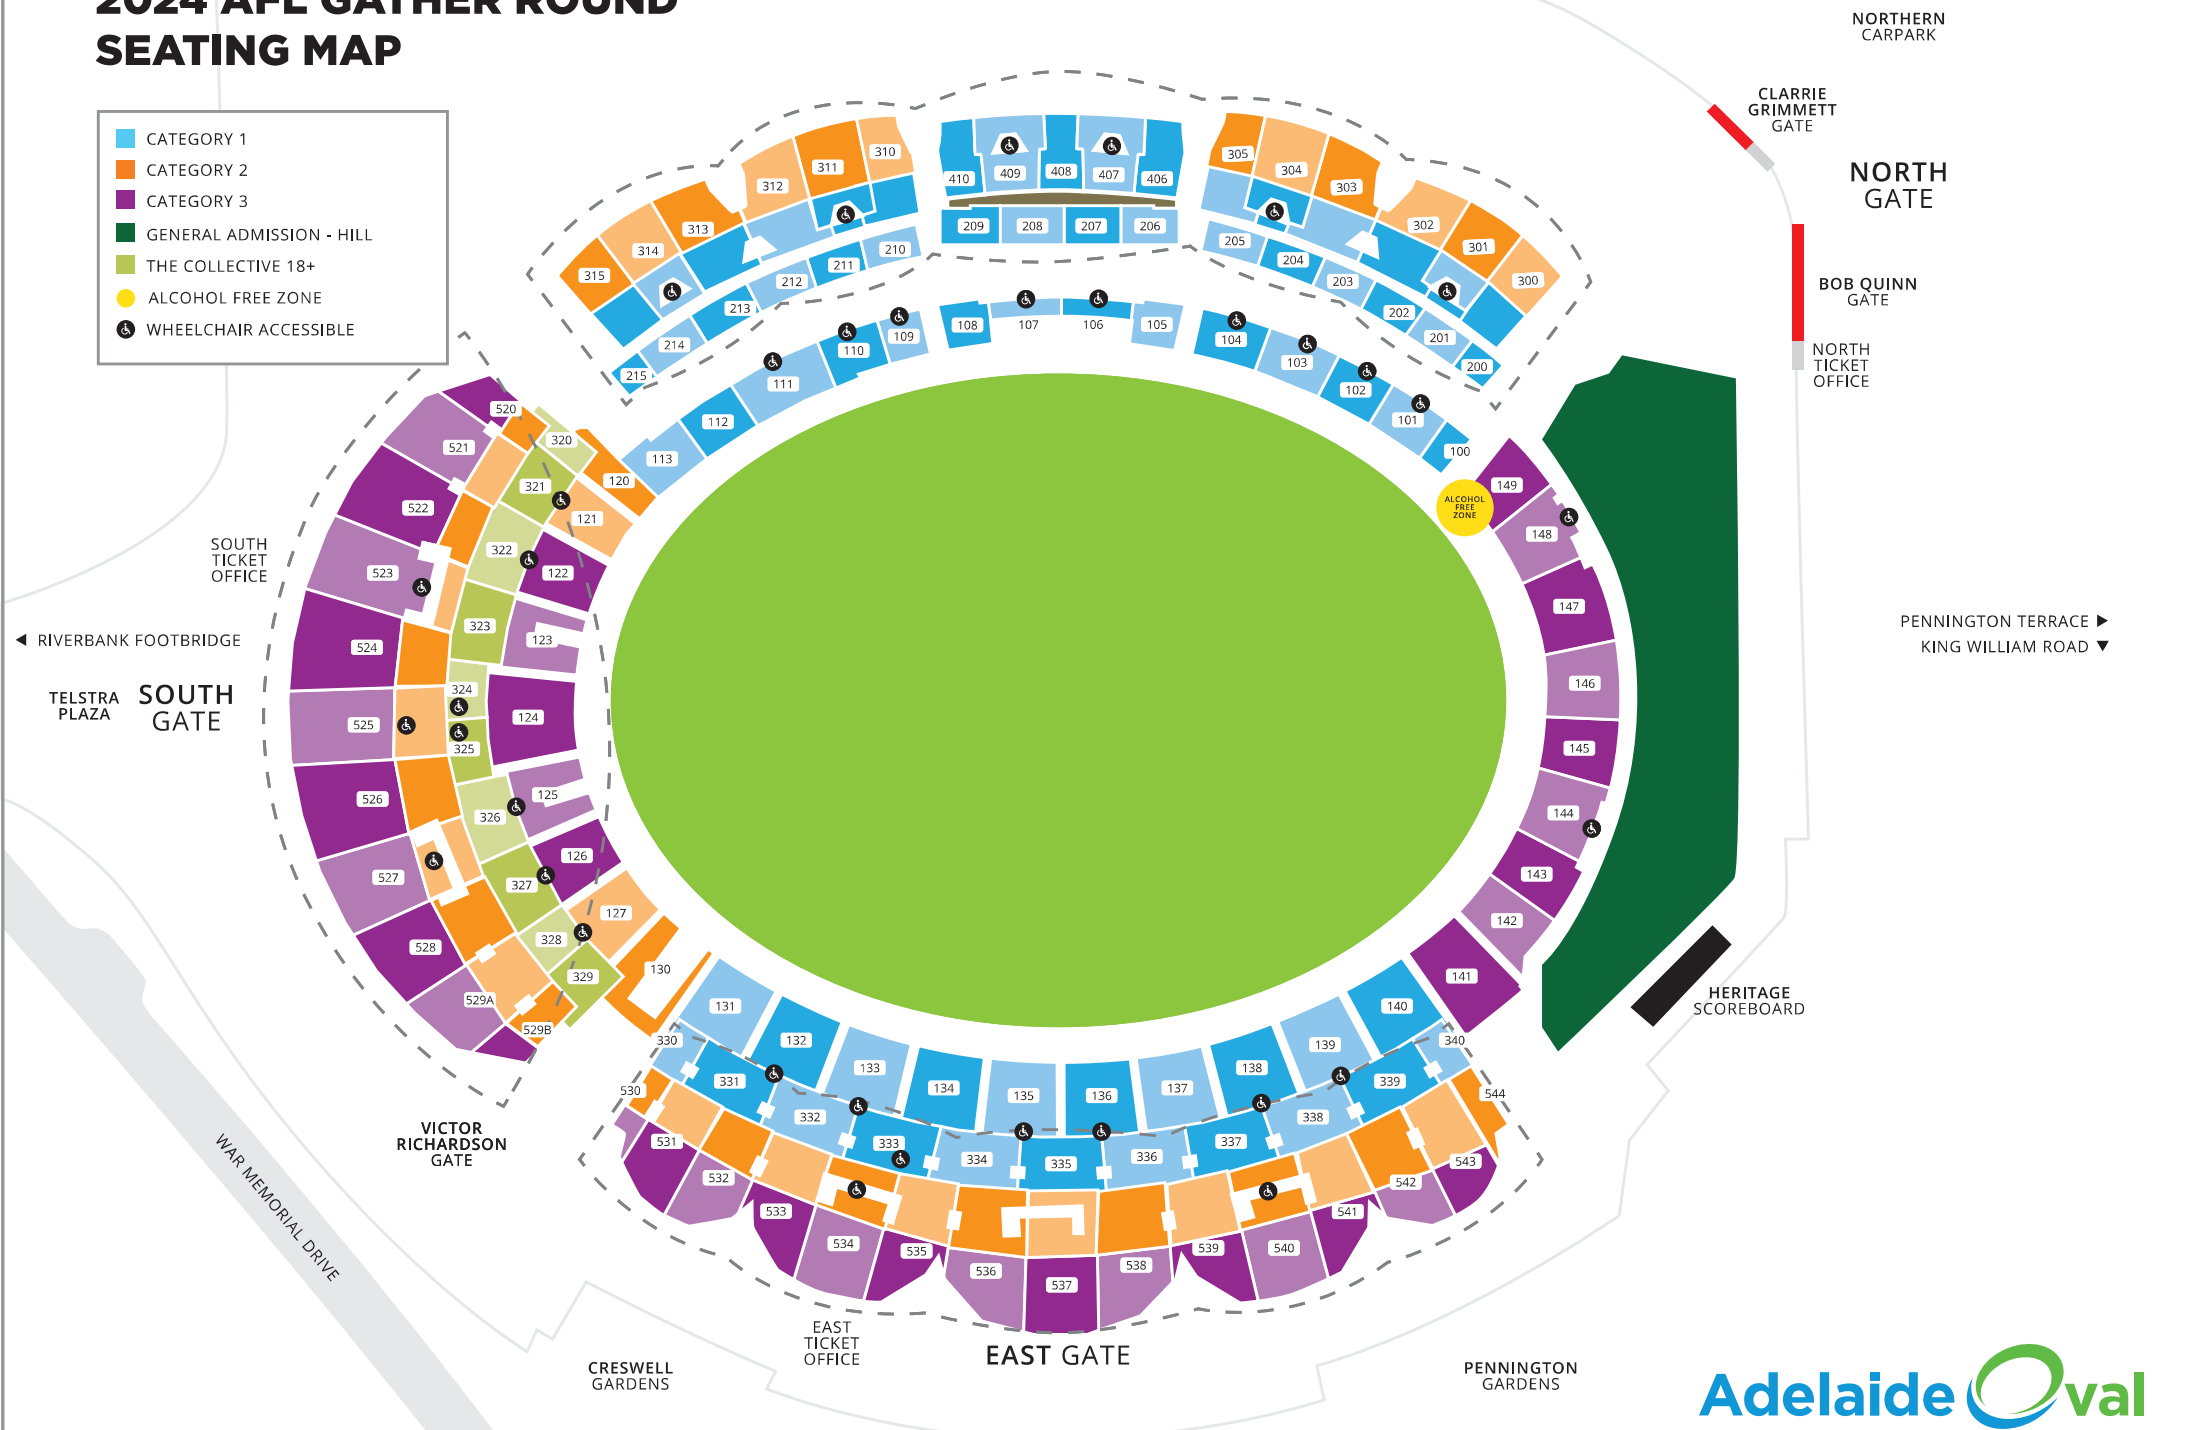 2024 AFL GATHER ROUND
SEATING MAP
CATEGORY 1
CATEGORY 2
CATEGORY 3
GENERAL ADMISSION - HILL
THE COLLECTIVE 18+
ALCOHOL FREE ZONE
WHEELCHAIR ACCESSIBLE
NORTHERN
CARPARK
CLARRIE
GRIMMETT
GATE
NORTH
GATE
BOB QUINN
GATE
NORTH
TICKET
OFFICE
PENNINGTON TERRACE
KING WILLIAM ROAD
HERITAGE
SCOREBOARD
PENNINGTON
GARDENS
EAST GATE
EAST
TICKET
OFFICE
CRESWELL
GARDENS
WAR MEMORIAL DRIVE
VICTOR
RICHARDSON
GATE
TELSTRA
PLAZA
SOUTH
GATE
RIVERBANK FOOTBRIDGE
SOUTH
TICKET
OFFICE
ALCOHOL
FREE
ZONE
315
314
313
312
311
310
410
409
408
407
406
305
304
303
302
301
300
215
214
213
212
211
210
209
208
207
206
205
204
203
202
201
200
113
112
111
110
109
108
107
106
105
104
103
102
101
100
149
148
147
146
145
144
143
142
141
520
521
522
523
524
525
526
527
528
529A
529B
320
321
322
323
324
325
326
327
328
329
120
121
122
123
124
125
126
127
130
131
132
133
134
135
136
137
138
139
140
330
331
332
333
334
335
336
337
338
339
340
530
531
532
533
534
535
536
537
538
539
540
541
542
543
544
Adelaide Oval